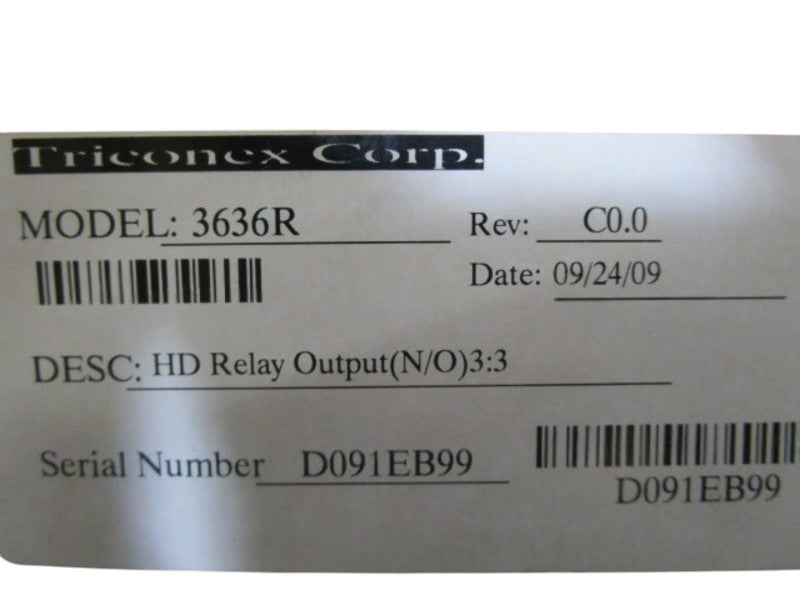 Triconex Corp.
MODEL: 3636R Rev: C0.0
Date: 09/24/09
DESC: HD Relay Output(N/O)3:3
Serial Number D091EB99
D091EB99